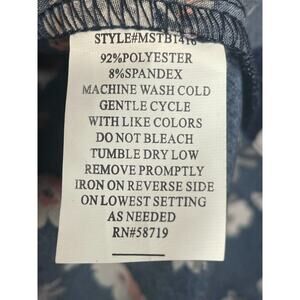 STYLE#MSTB1416
92%POLYESTER
8%SPANDEX
MACHINE WASH COLD
GENTLE CYCLE
WITH LIKE COLORS
DO NOT BLEACH
TUMBLE DRY LOW
REMOVE PROMPTLY
IRON ON REVERSE SIDE
ON LOWEST SETTING
AS NEEDED
RN#58719